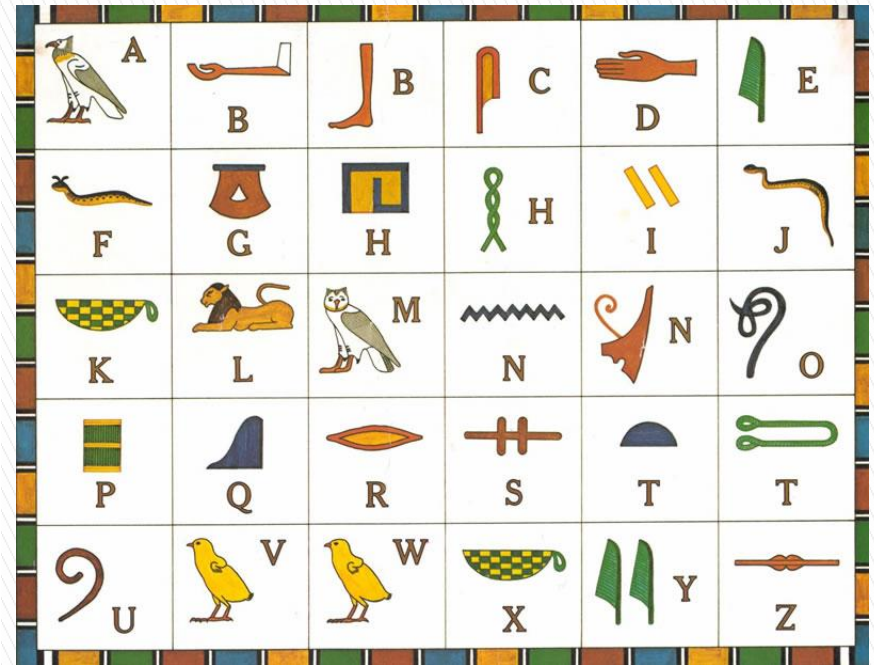 A B B C D E
F G H H I J
K L M N N O
P Q R S T T
U V W X Y Z